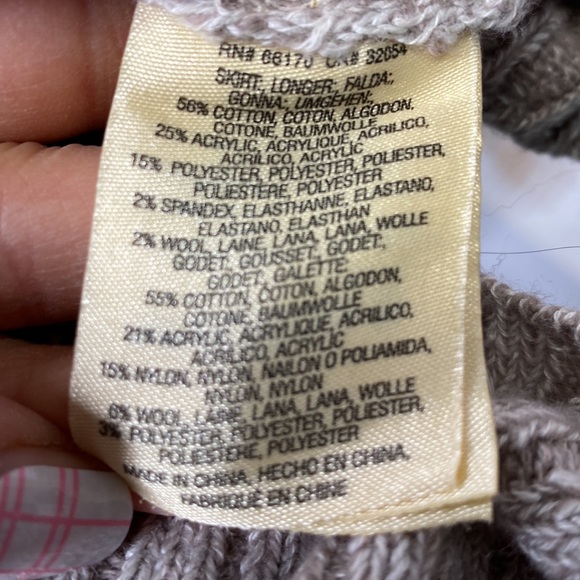 RN# 66170 CA# 32054
SKIRT:, LONGER:, FALDA:,
GONNA:, UMGEHEN:,
56% COTTON, COTON, ALGODON,
COTONE, BAUMWOLLE
25% ACRYLIC, ACRYLIQUE, ACRILICO,
ACRILICO, ACRYLIC
15% POLYESTER, POLYESTER, POLYESTER,
POLIESTERE, POLYESTER
2% SPANDEX, ELASTHANNE, ELASTANO,
ELASTANO, ELASTHAN
2% WOOL, LAINE, LANA, LANA, WOLLE
GODET:, GOUSSET:, GODET:,
GODET:, GALETTE:
55% COTTON, COTON, ALGODON,
COTONE, BAUMWOLLE
21% ACRYLIC, ACRYLIQUE, ACRILICO,
ACRILICO, ACRYLIC
15% NYLON, NYLON, NAILON O POLIAMIDA,
NYLON, NYLON
6% WOOL, LAINE, LANA, LANA, WOLLE
3% POLYESTER, POLYESTER, POLIESTER,
POLIESTERE, POLYESTER
MADE IN CHINA, HECHO EN CHINA,
FABRIQUÉ EN CHINE